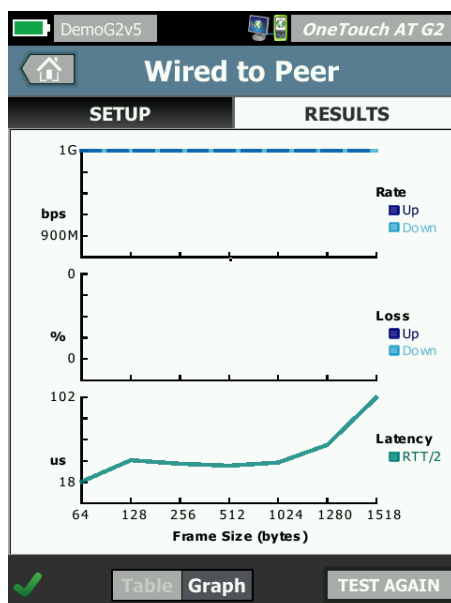 DemoG2v5
OneTouch AT G2
Wired to Peer
SETUP
RESULTS
1G
bps
900M
Rate
Up
Down
0
%
0
Loss
Up
Down
102
us
18
Latency
RTT/2
64 128 256 512 1024 1280 1518
Frame Size (bytes)
Table Graph
TEST AGAIN